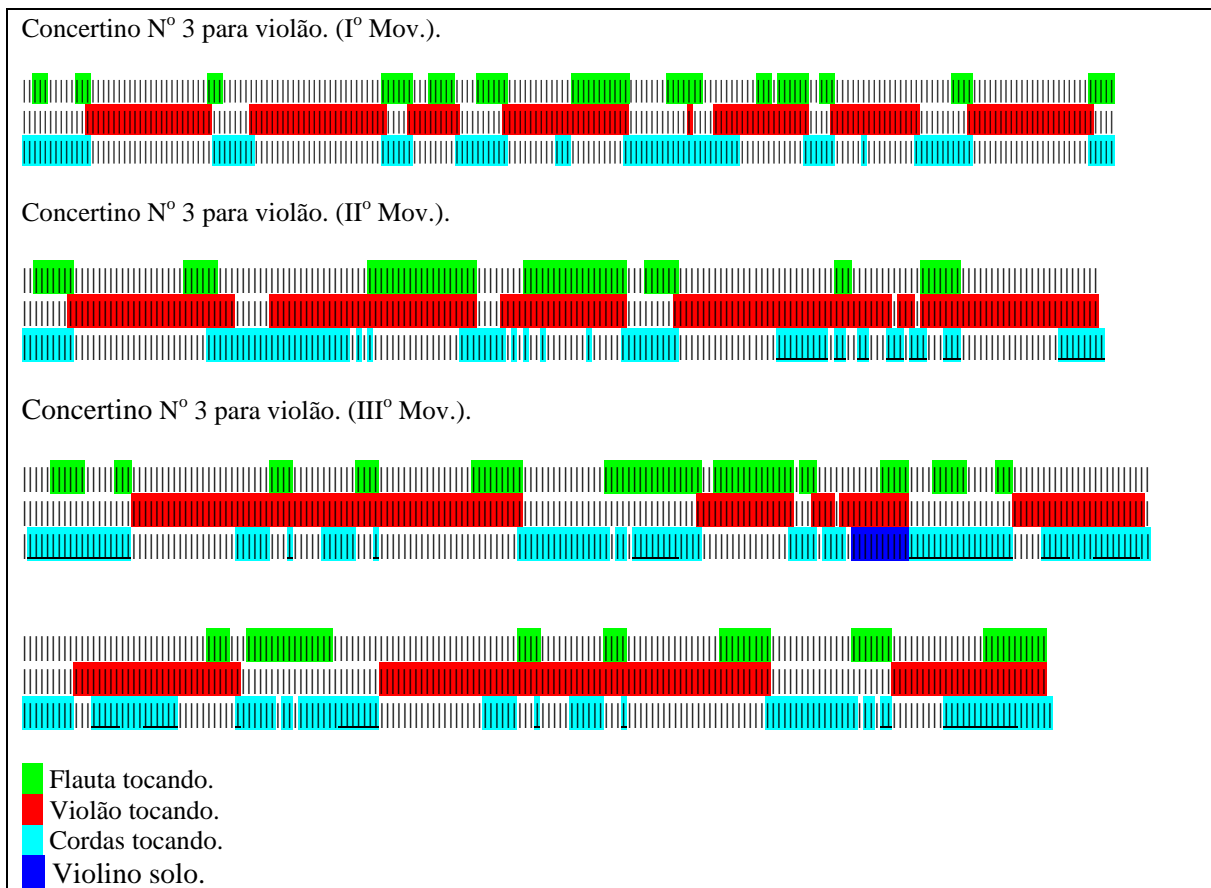 Concertino Nº 3 para violão. (Iº Mov.).
Concertino Nº 3 para violão. (IIº Mov.).
Concertino Nº 3 para violão. (IIIº Mov.).
Flauta tocando.
Violão tocando.
Cordas tocando.
Violino solo.